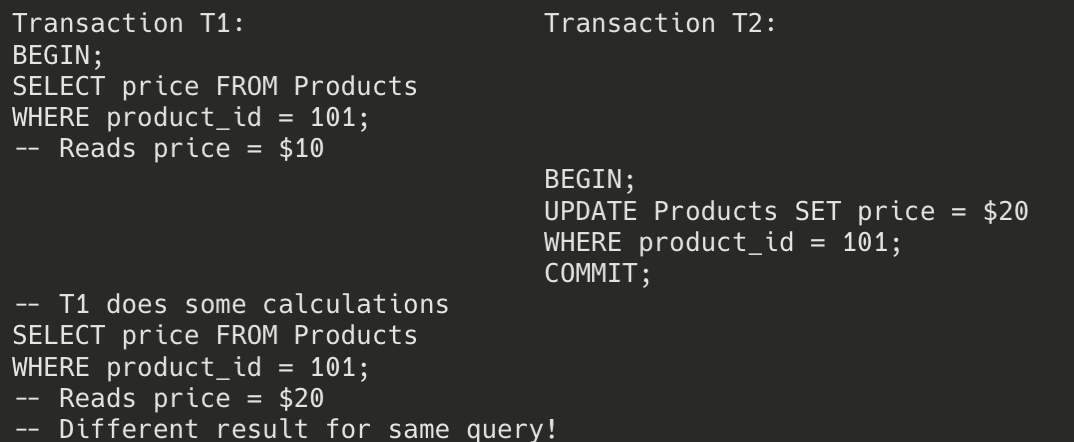 Transaction T1: Transaction T2:
BEGIN;
SELECT price FROM Products
WHERE product_id = 101;
-- Reads price = $10
BEGIN;
UPDATE Products SET price = $20
WHERE product_id = 101;
COMMIT;
-- T1 does some calculations
SELECT price FROM Products
WHERE product_id = 101;
-- Reads price = $20
-- Different result for same query!